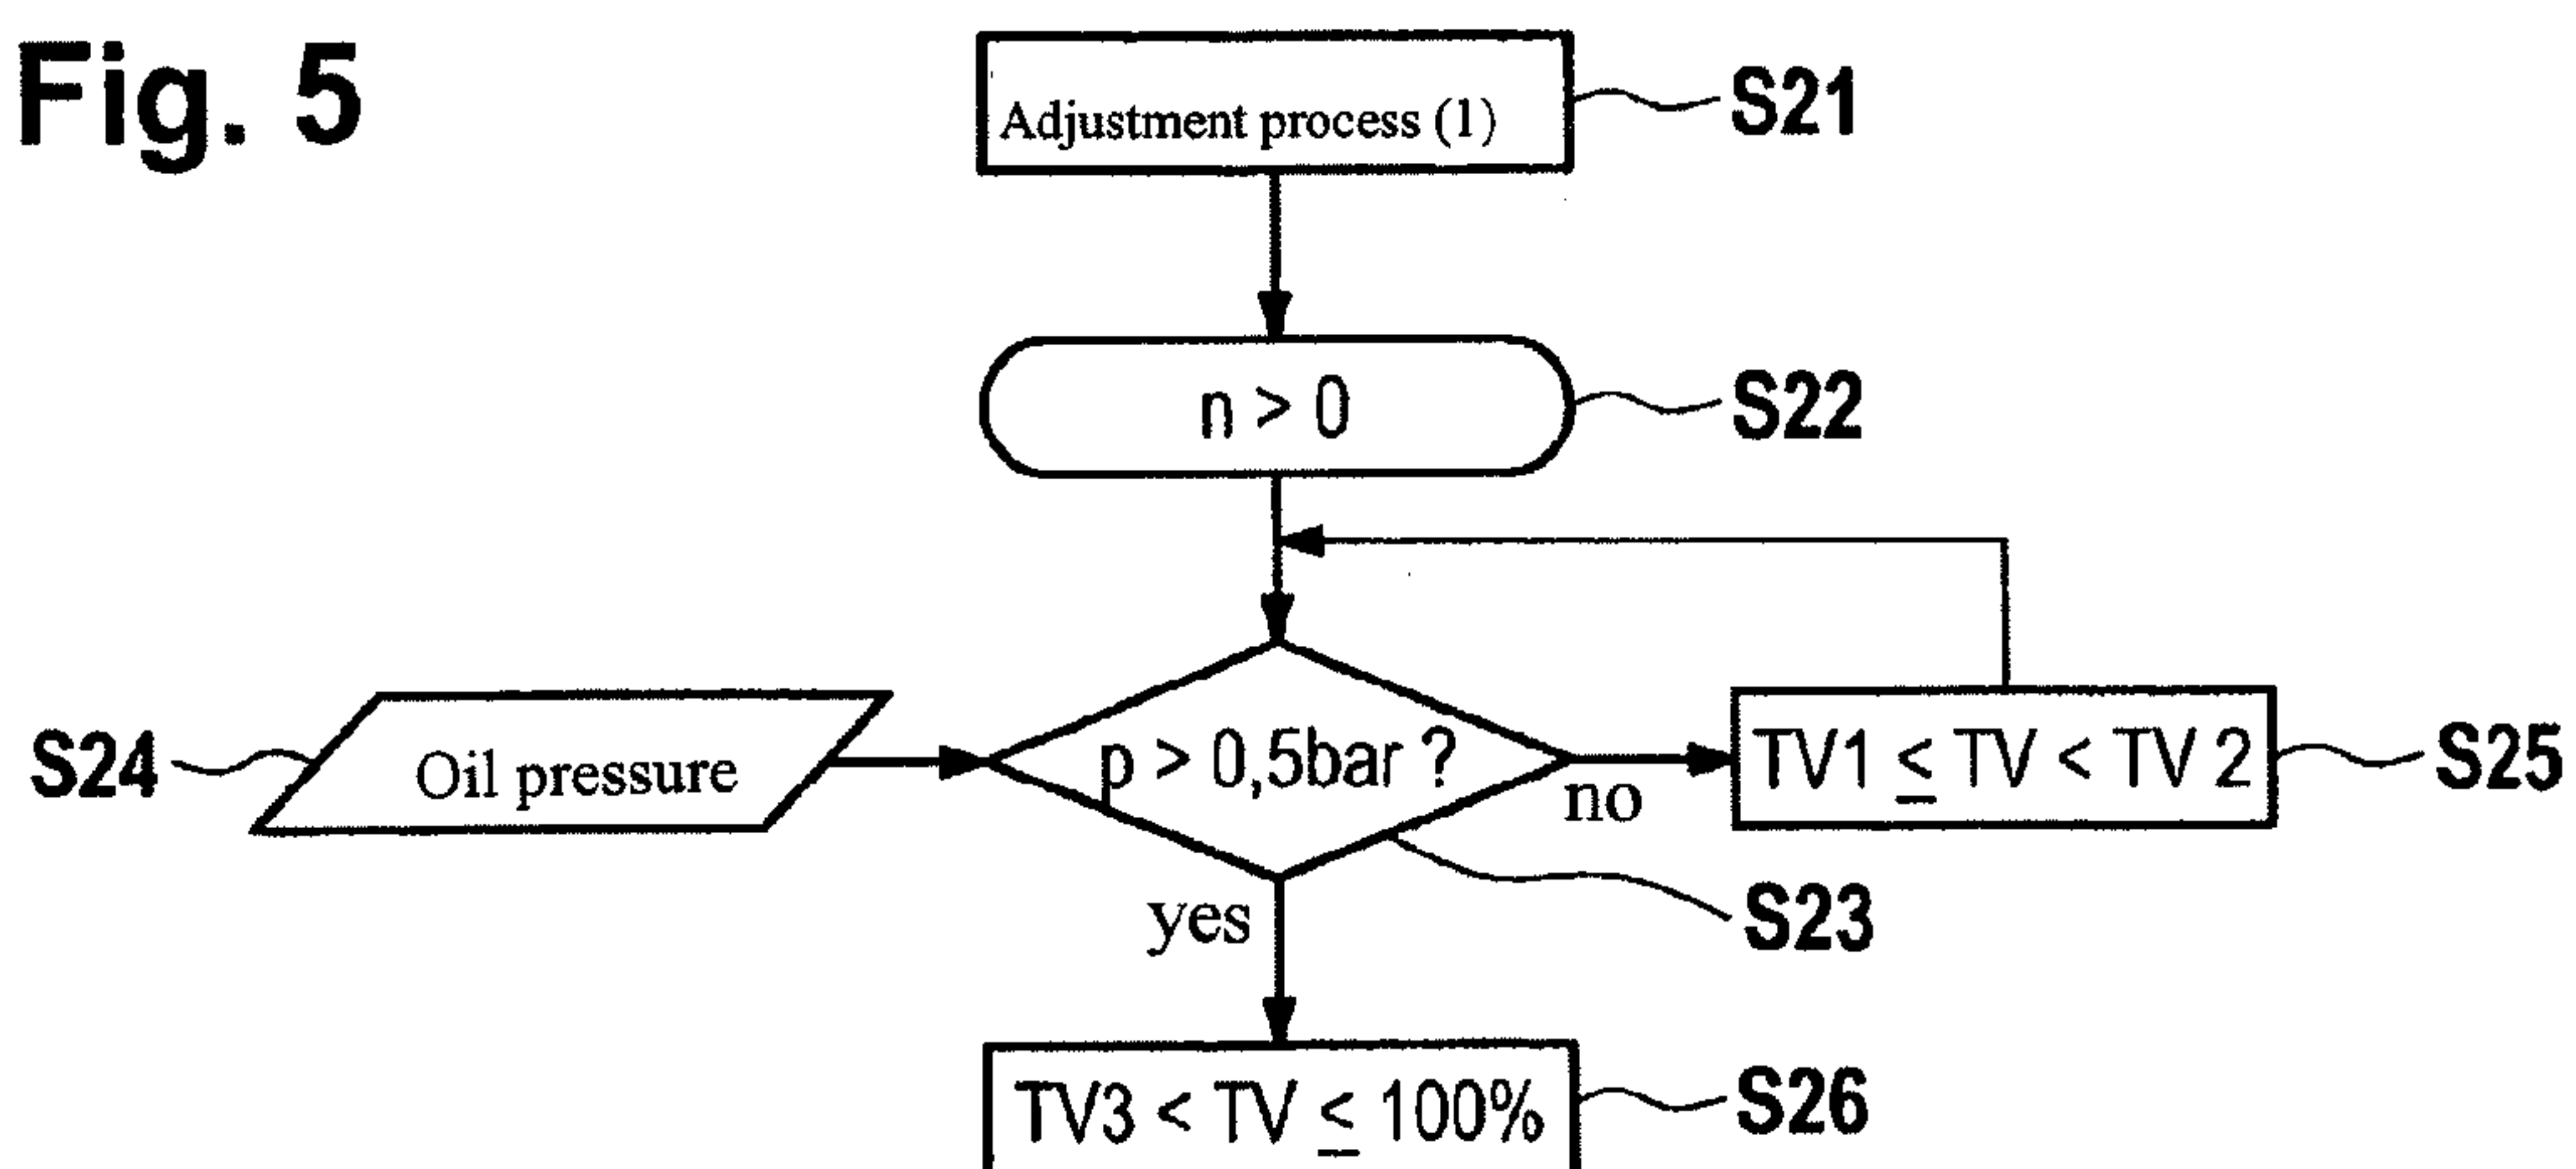 Fig. 5
Adjustment process (1)
S21
n > 0
S22
S24
Oil pressure
p > 0,5bar ?
no
TV1 ≤ TV < TV 2
S25
yes
S23
TV3 < TV ≤ 100%
S26